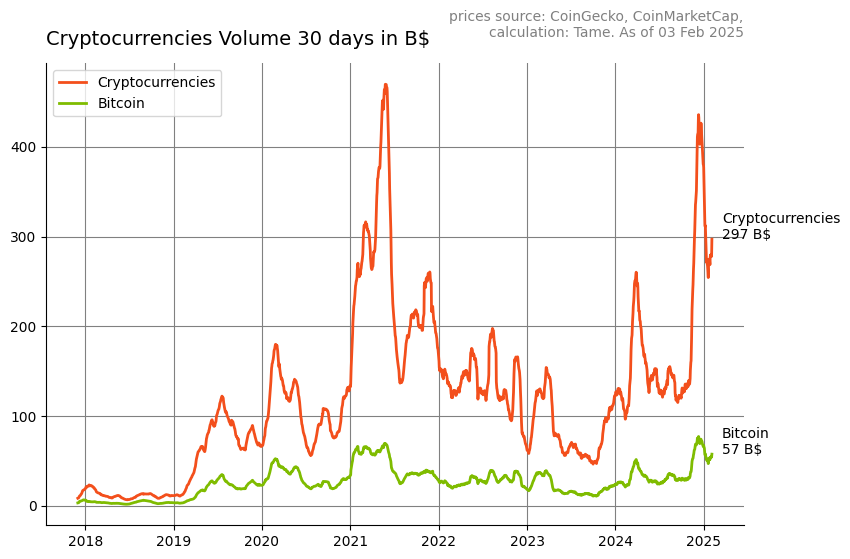 prices source: CoinGecko, CoinMarketCap,
calculation: Tame. As of 03 Feb 2025
Cryptocurrencies Volume 30 days in B$
Cryptocurrencies
Bitcoin
400
300
200
100
0
Cryptocurrencies
297 B$
Bitcoin
57 B$
2018 2019 2020 2021 2022 2023 2024 2025